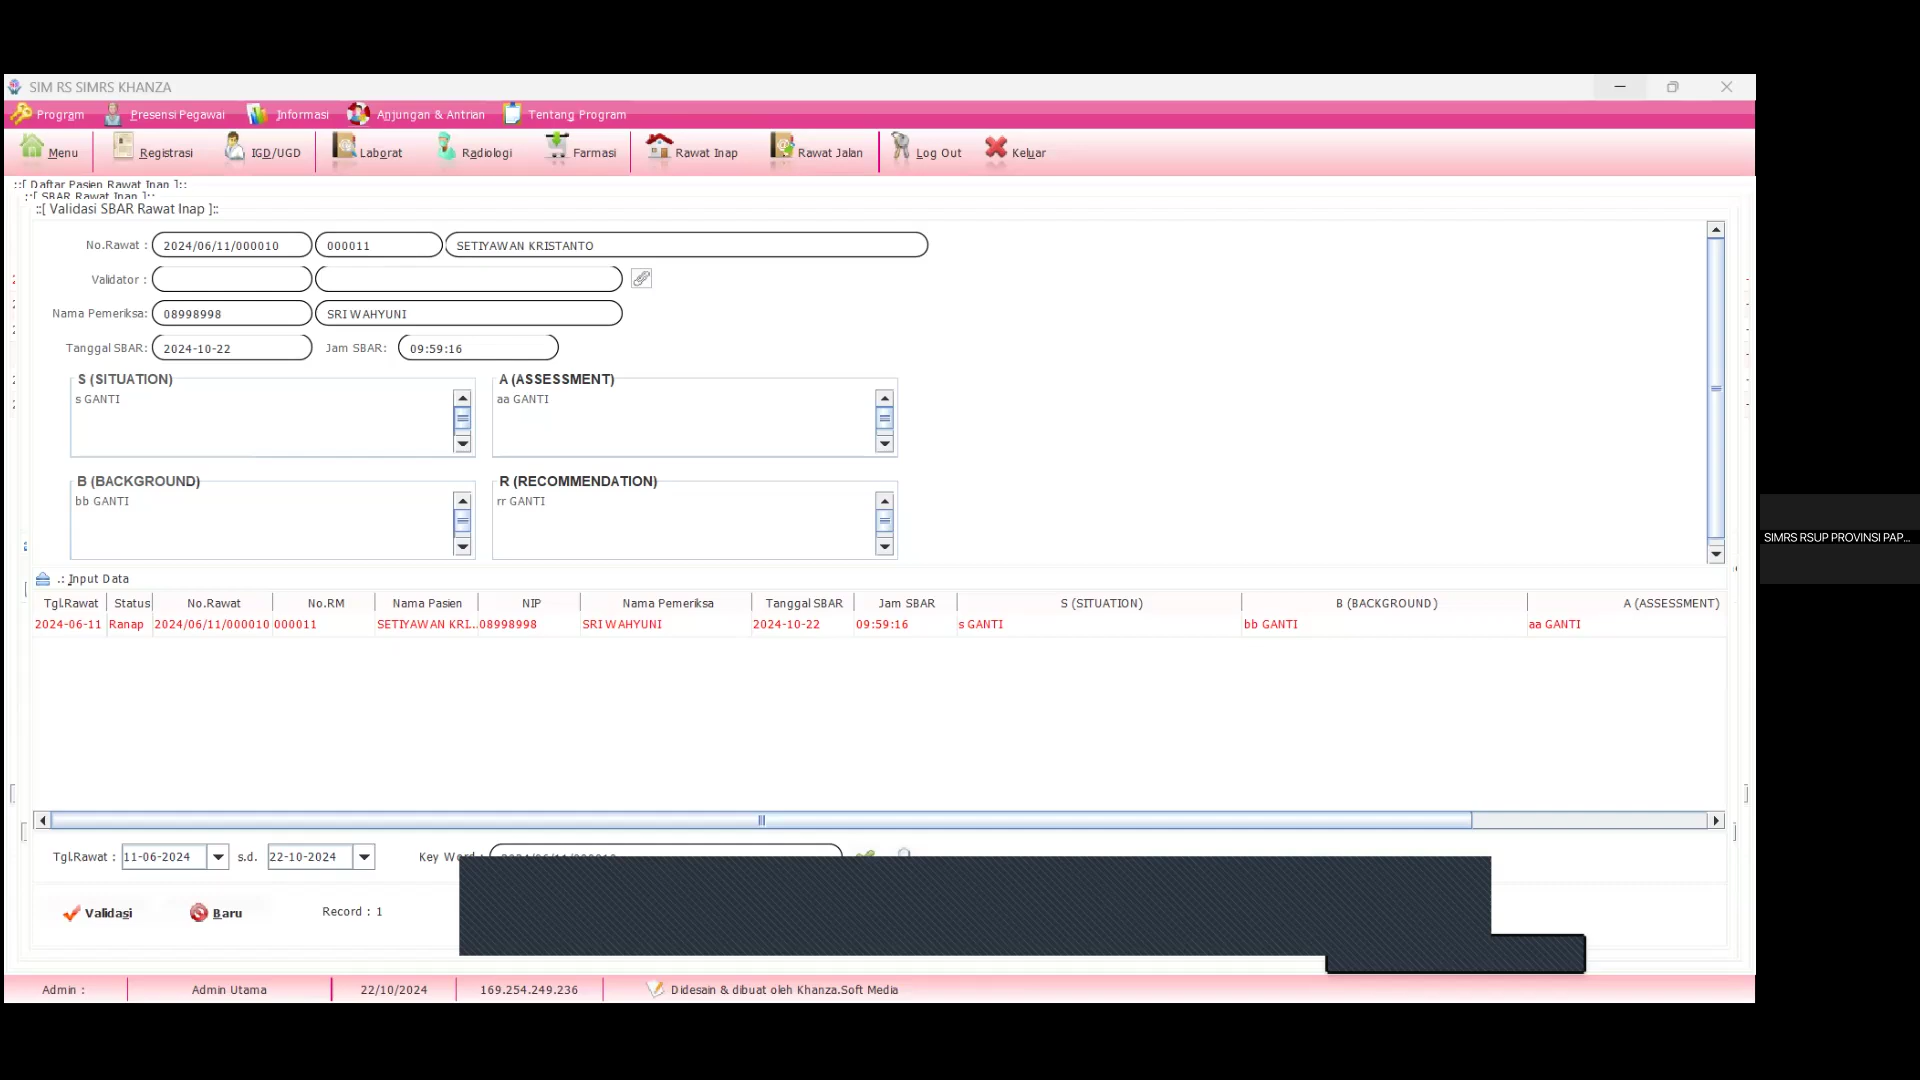 SIM RS SIMRS KHANZA
Program Presensi Pegawai Informasi Anjungan & Antrian Tentang Program
Menu Registrasi IGD/UGD Laborat Radiologi Farmasi Rawat Inap Rawat Jalan Log Out Keluar
::[ Daftar Pasien Rawat Inap ]::
::[ SBAR Rawat Inap ]::
::[ Validasi SBAR Rawat Inap ]::
No.Rawat : 2024/06/11/000010 000011 SETIYAWAN KRISTANTO
Validator :
Nama Pemeriksa: 08998998 SRI WAHYUNI
Tanggal SBAR: 2024-10-22 Jam SBAR: 09:59:16
S (SITUATION) A (ASSESSMENT)
s GANTI aa GANTI
B (BACKGROUND) R (RECOMMENDATION)
bb GANTI rr GANTI
SIMRS RSUP PROVINSI PAP...
.: Input Data
Tgl.Rawat Status No.Rawat No.RM Nama Pasien NIP Nama Pemeriksa Tanggal SBAR Jam SBAR S (SITUATION) B (BACKGROUND) A (ASSESSMENT)
2024-06-11 Ranap 2024/06/11/000010 000011 SETIYAWAN KRI... 08998998 SRI WAHYUNI 2024-10-22 09:59:16 s GANTI bb GANTI aa GANTI
Tgl.Rawat : 11-06-2024 s.d. 22-10-2024 Key Word :
Validasi Baru Record : 1
Admin : Admin Utama 22/10/2024 169.254.249.236 Didesain & dibuat oleh Khanza.Soft Media